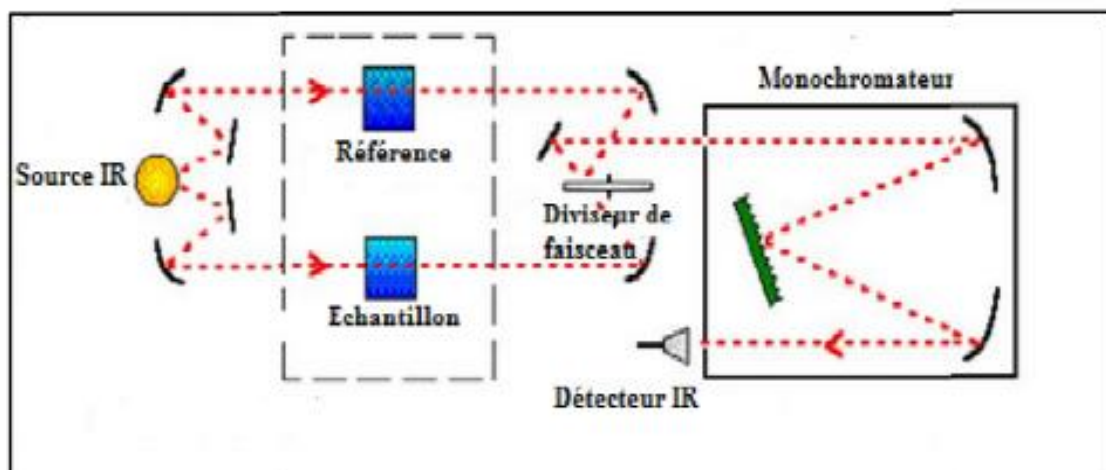 Monochromateur
Référence
Source IR
Diviseur de
faisceau
Echantillon
Détecteur IR